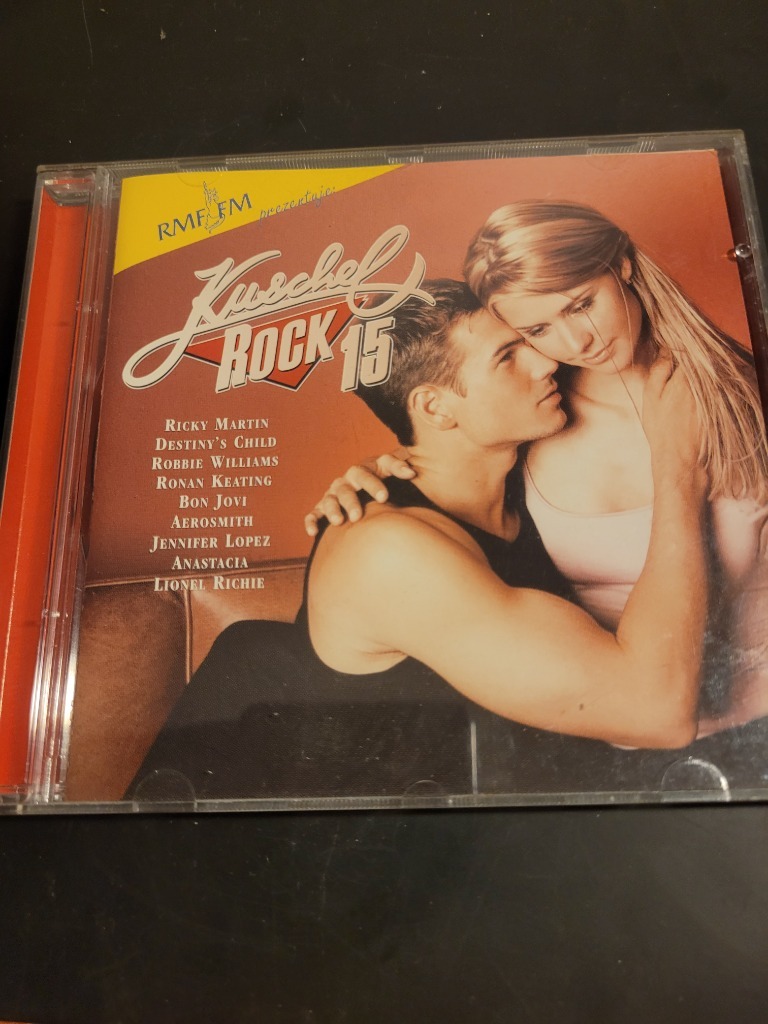 RMF FM prezentuje:
Kuschel
ROCK 15
RICKY MARTIN
DESTINY'S CHILD
ROBBIE WILLIAMS
RONAN KEATING
BON JOVI
AEROSMITH
JENNIFER LOPEZ
ANASTACIA
LIONEL RICHIE